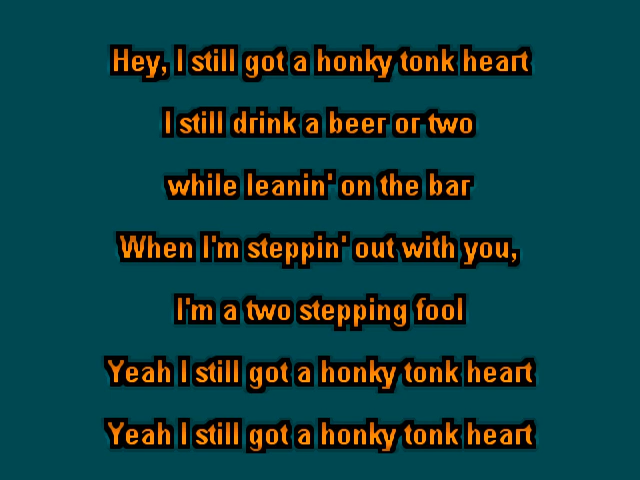 Hey, I still got a honky tonk heart
I still drink a beer or two
while leanin' on the bar
When I'm steppin' out with you,
I'm a two stepping fool
Yeah I still got a honky tonk heart
Yeah I still got a honky tonk heart